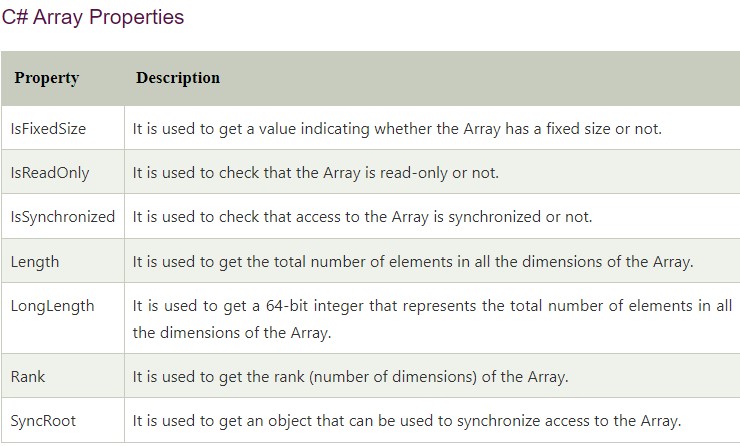 C# Array Properties
Property Description
IsFixedSize It is used to get a value indicating whether the Array has a fixed size or not.
IsReadOnly It is used to check that the Array is read-only or not.
IsSynchronized It is used to check that access to the Array is synchronized or not.
Length It is used to get the total number of elements in all the dimensions of the Array.
LongLength It is used to get a 64-bit integer that represents the total number of elements in all
the dimensions of the Array.
Rank It is used to get the rank (number of dimensions) of the Array.
SyncRoot It is used to get an object that can be used to synchronize access to the Array.